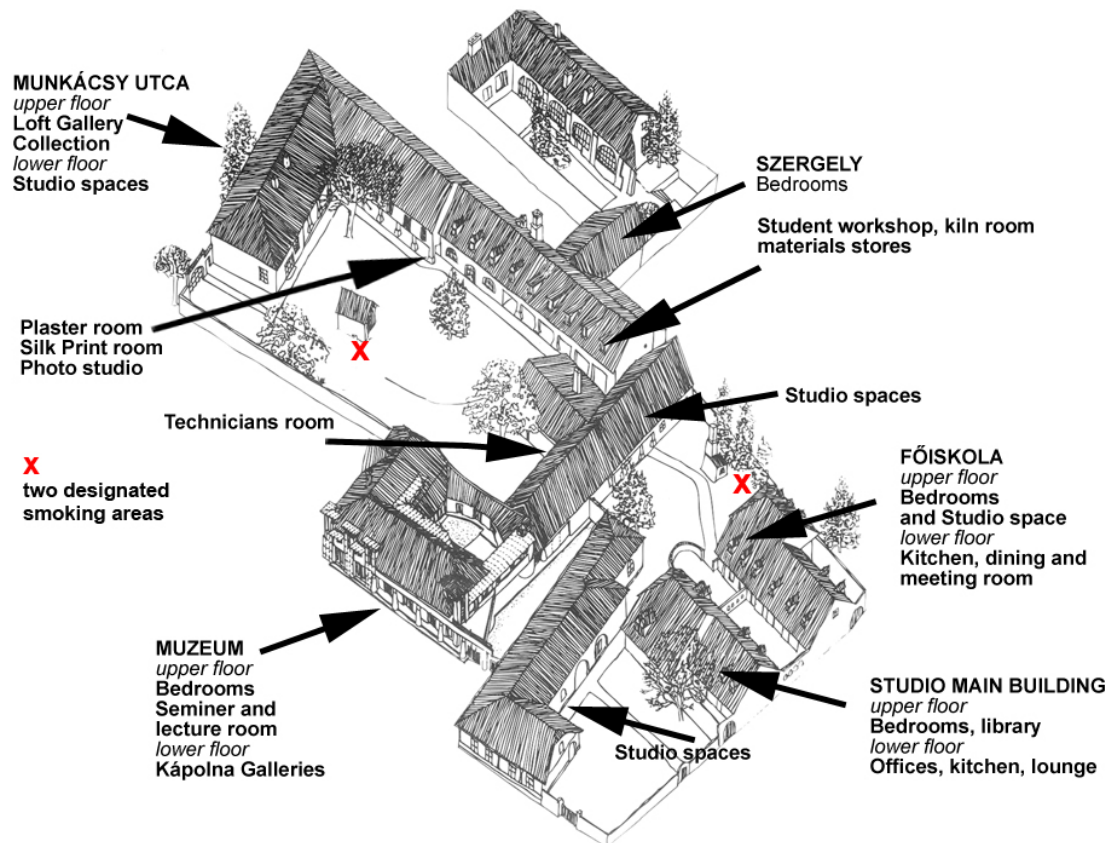 MUNKÁCSY UTCA
upper floor
Loft Gallery
Collection
lower floor
Studio spaces
SZERGELY
Bedrooms
Student workshop, kiln room
materials stores
Plaster room
Silk Print room
Photo studio
X
Technicians room
Studio spaces
X
two designated
smoking areas
X
FŐISKOLA
upper floor
Bedrooms
and Studio space
lower floor
Kitchen, dining and
meeting room
MUZEUM
upper floor
Bedrooms
Seminer and
lecture room
lower floor
Kápolna Galleries
Studio spaces
STUDIO MAIN BUILDING
upper floor
Bedrooms, library
lower floor
Offices, kitchen, lounge